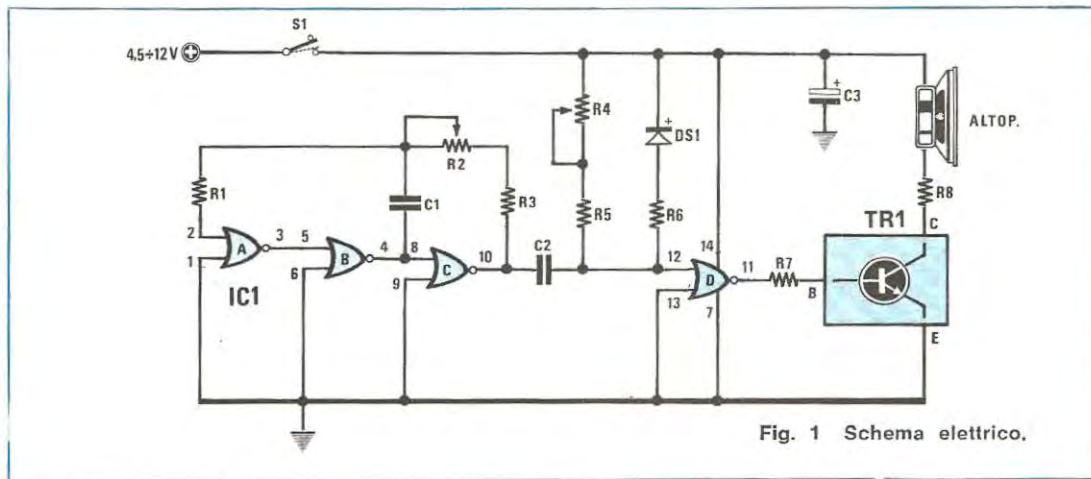 S1
4,5÷12V
R4
DS1
C3
ALTOP.
R2
R1
C1
R3
R5
R6
R8
C2
TR1
C
2
3
5
4
8
10
12
14
11
R7
B
A
B
C
D
1
6
9
13
7
IC1
E
Fig. 1 Schema elettrico.